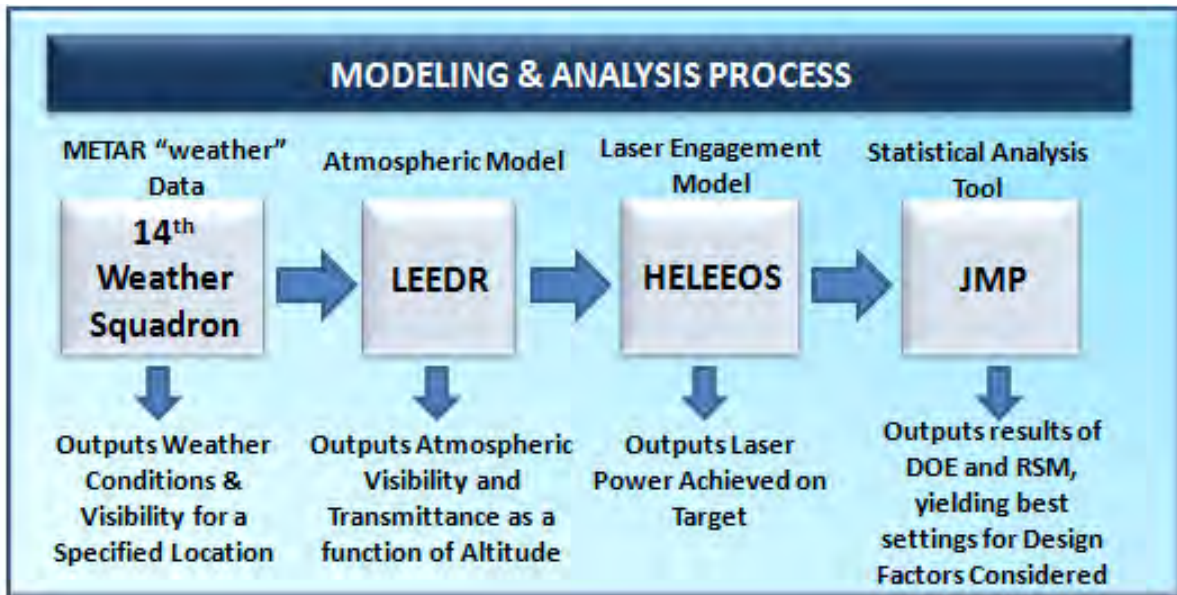 MODELING & ANALYSIS PROCESS
METAR “weather”
Data
14th
Weather
Squadron
Outputs Weather
Conditions &
Visibility for a
Specified Location
Atmospheric Model
LEEDR
Outputs Atmospheric
Visibility and
Transmittance as a
function of Altitude
Laser Engagement
Model
HELEEOS
Outputs Laser
Power Achieved on
Target
Statistical Analysis
Tool
JMP
Outputs results of
DOE and RSM,
yielding best
settings for Design
Factors Considered